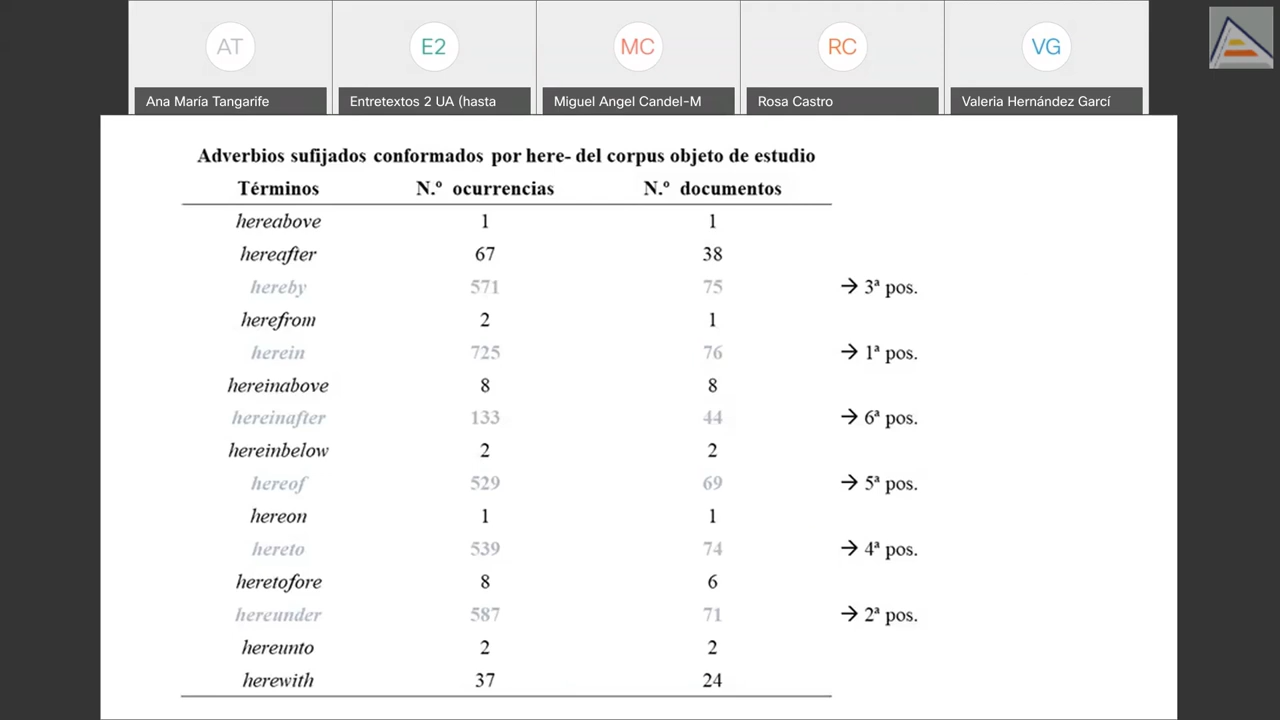 AT E2 MC RC VG
Ana María Tangarife Entretextos 2 UA (hasta Miguel Angel Candel-M Rosa Castro Valeria Hernández Garcí
Adverbios sufijados conformados por here- del corpus objeto de estudio
Términos N.º ocurrencias N.º documentos
hereabove 1 1
hereafter 67 38
hereby 571 75 → 3ª pos.
herefrom 2 1
herein 725 76 → 1ª pos.
hereinabove 8 8
hereinafter 133 44 → 6ª pos.
hereinbelow 2 2
hereof 529 69 → 5ª pos.
hereon 1 1
hereto 539 74 → 4ª pos.
heretofore 8 6
hereunder 587 71 → 2ª pos.
hereunto 2 2
herewith 37 24